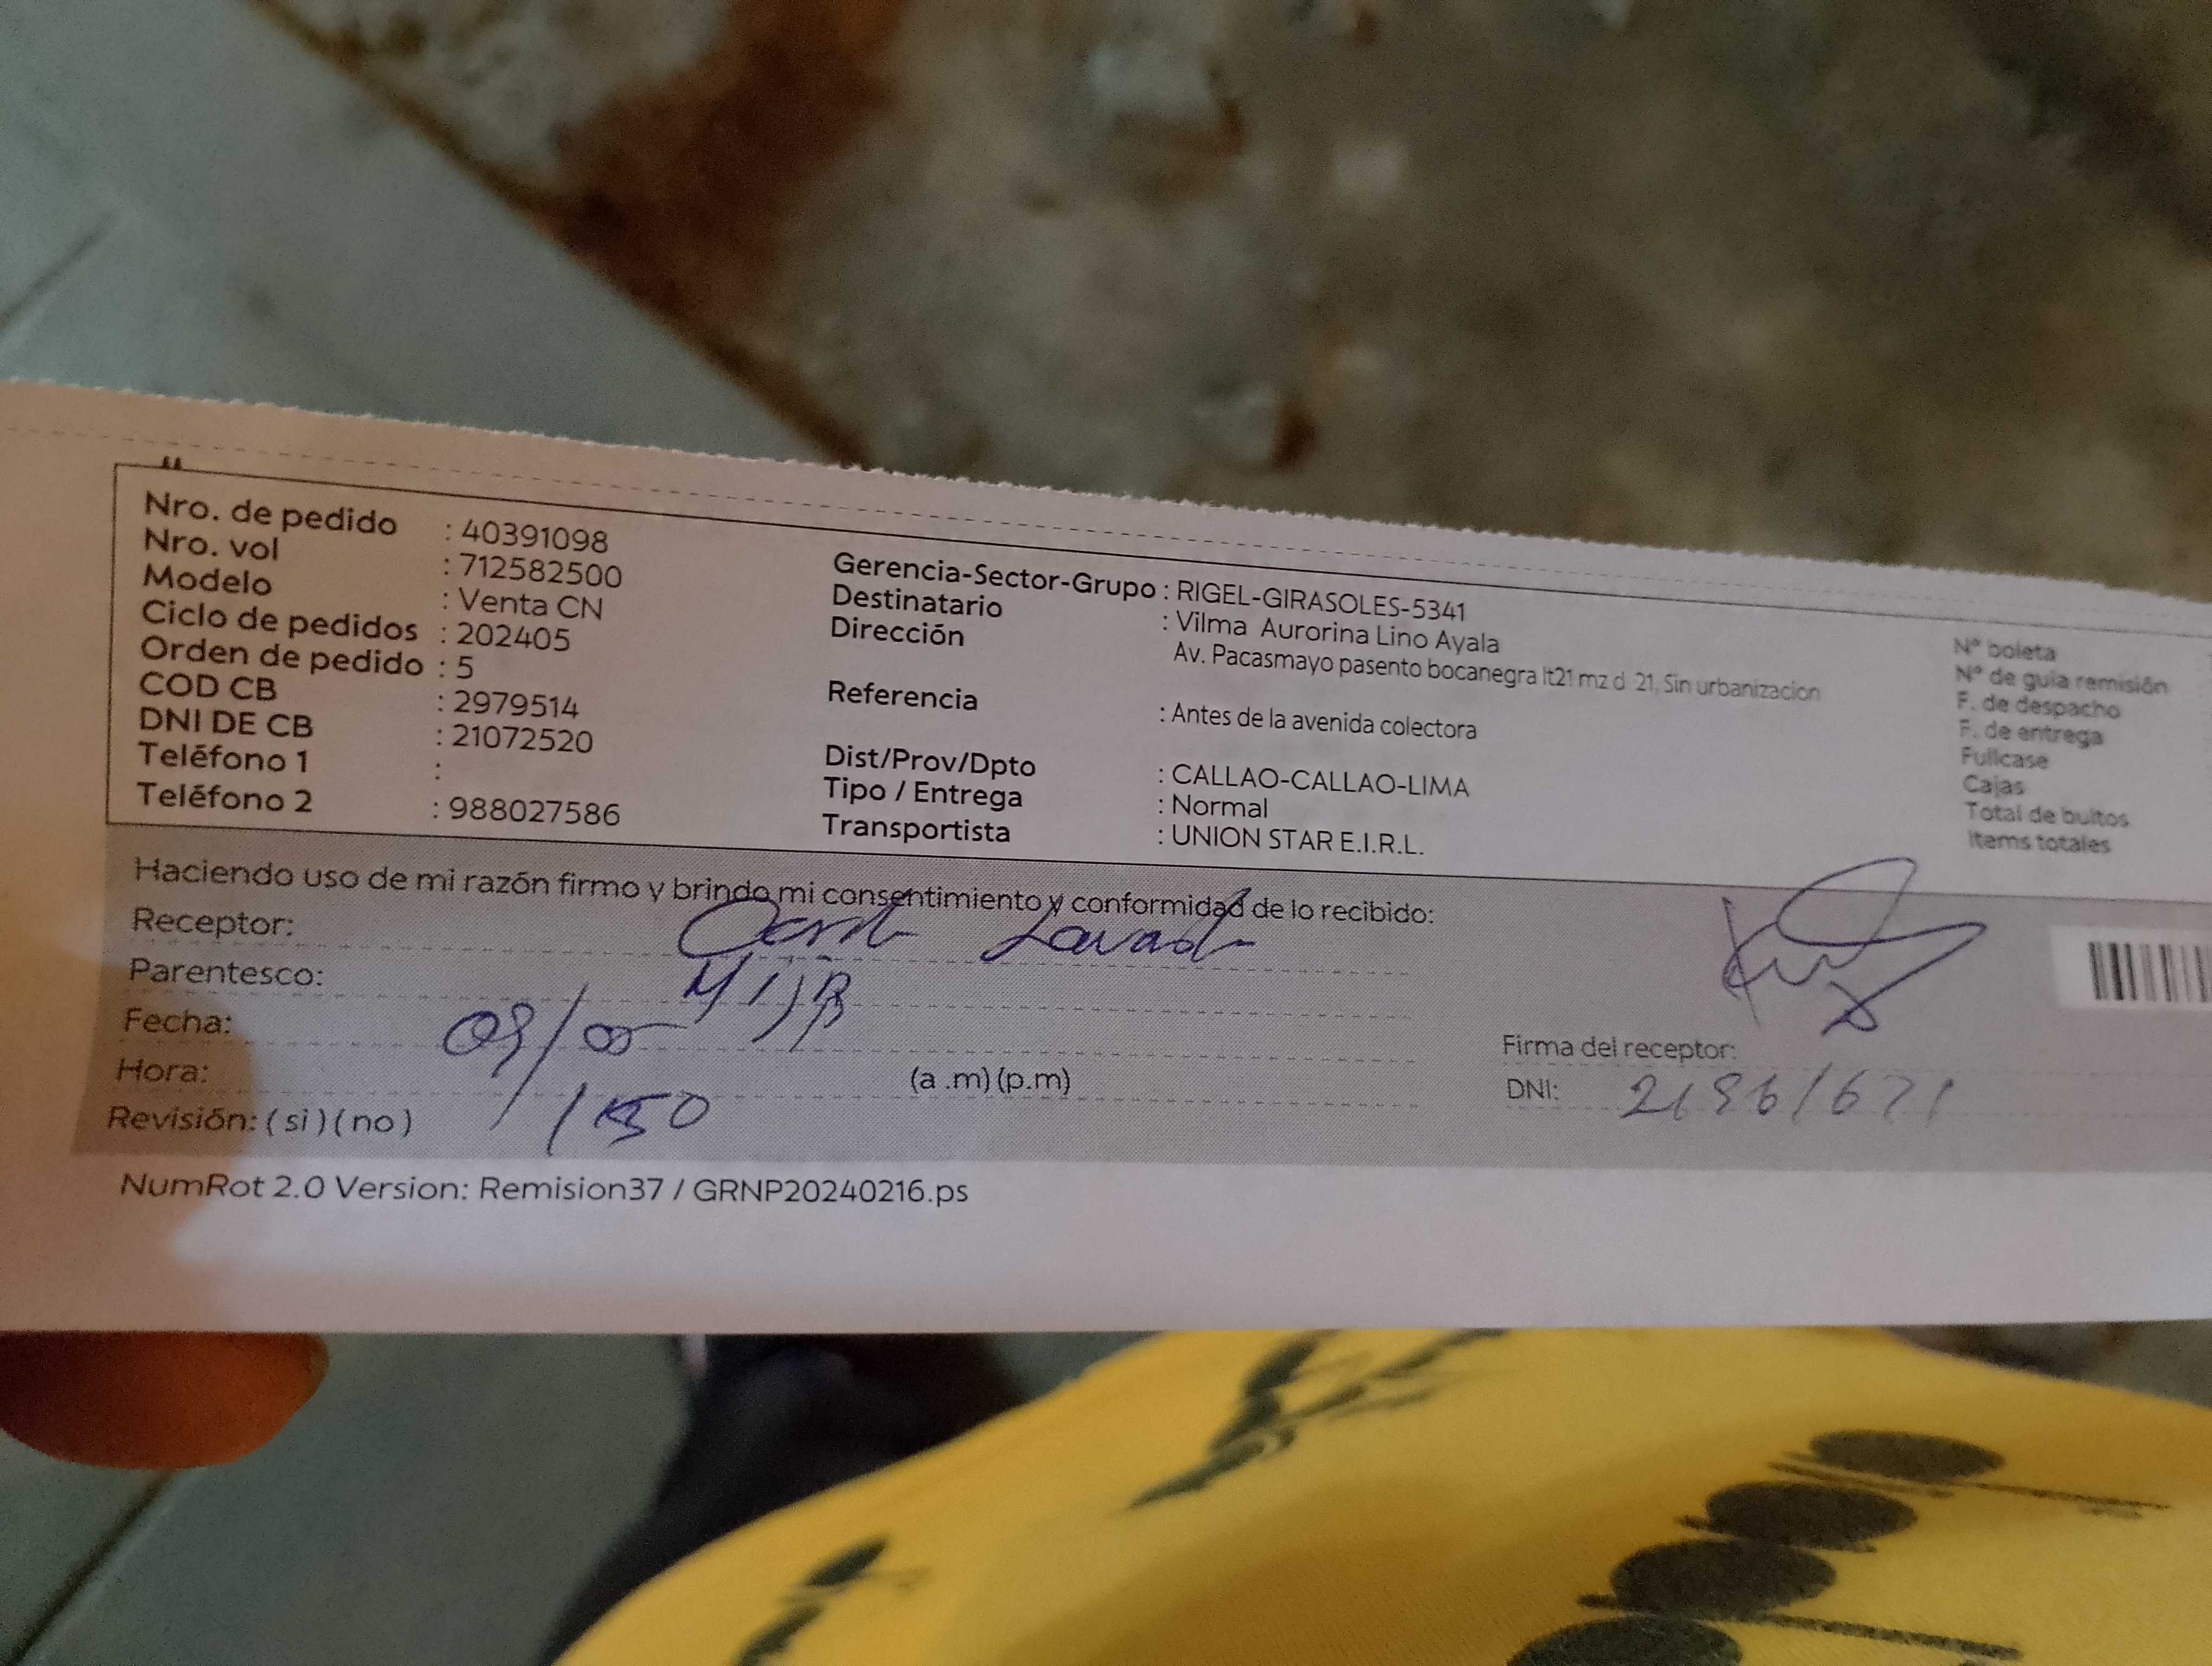 Nro. de pedido : 40391098
Nro. vol : 712582500
Modelo : Venta CN
Ciclo de pedidos : 202405
Orden de pedido : 5
COD CB : 2979514
DNI DE CB : 21072520
Teléfono 1 :
Teléfono 2 : 988027586
Gerencia-Sector-Grupo : RIGEL-GIRASOLES-5341
Destinatario : Vilma Aurorina Lino Ayala
Dirección Av. Pacasmayo pasento bocanegra lt21 mz d 21, Sin urbanizacion
Referencia : Antes de la avenida colectora
Dist/Prov/Dpto : CALLAO-CALLAO-LIMA
Tipo / Entrega : Normal
Transportista : UNION STAR E.I.R.L.
N° boleta
N° de guia remisión
F. de despacho
F. de entrega
Fullcase
Cajas
Total de bultos
Items totales
Haciendo uso de mi razón firmo y brindo mi consentimiento y conformidad de lo recibido:
Receptor:
Parentesco:
Fecha:
Hora: (a .m) (p.m)
Revisión: ( si ) ( no )
Firma del receptor:
DNI:
NumRot 2.0 Version: Remision37 / GRNP20240216.ps